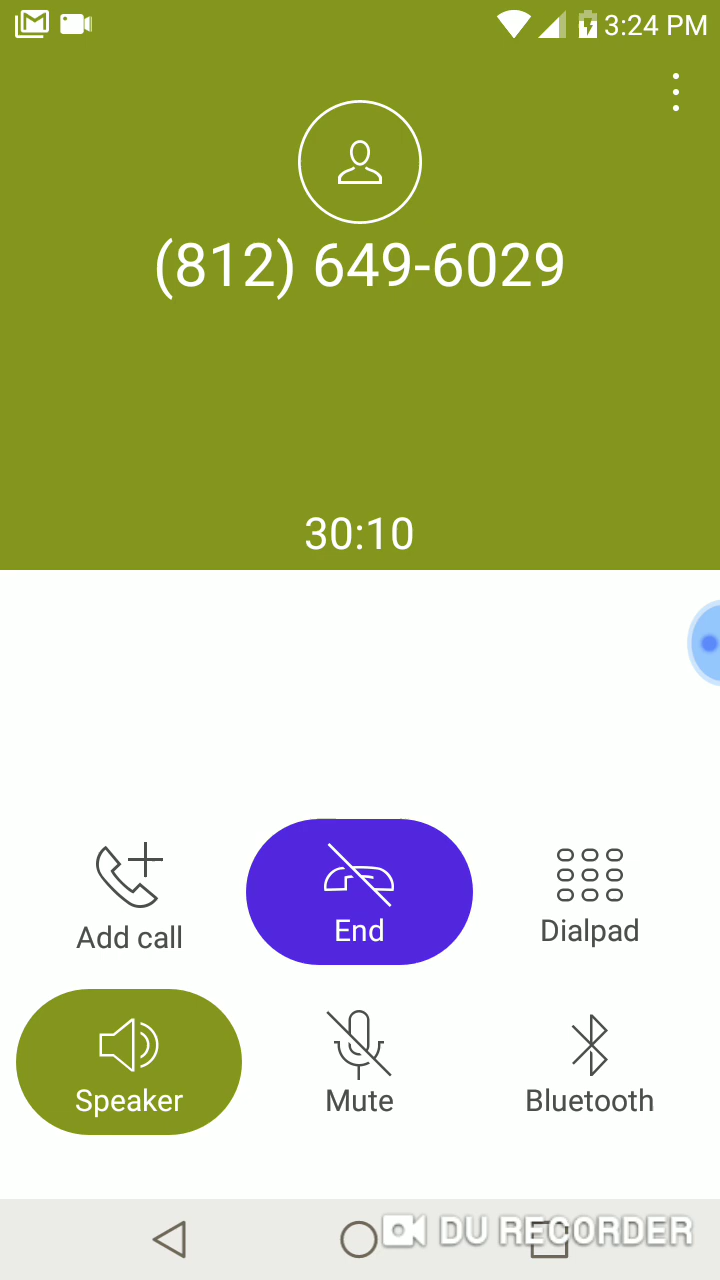 3:24 PM
(812) 649-6029
30:10
Add call
End
Dialpad
Speaker
Mute
Bluetooth
DU RECORDER